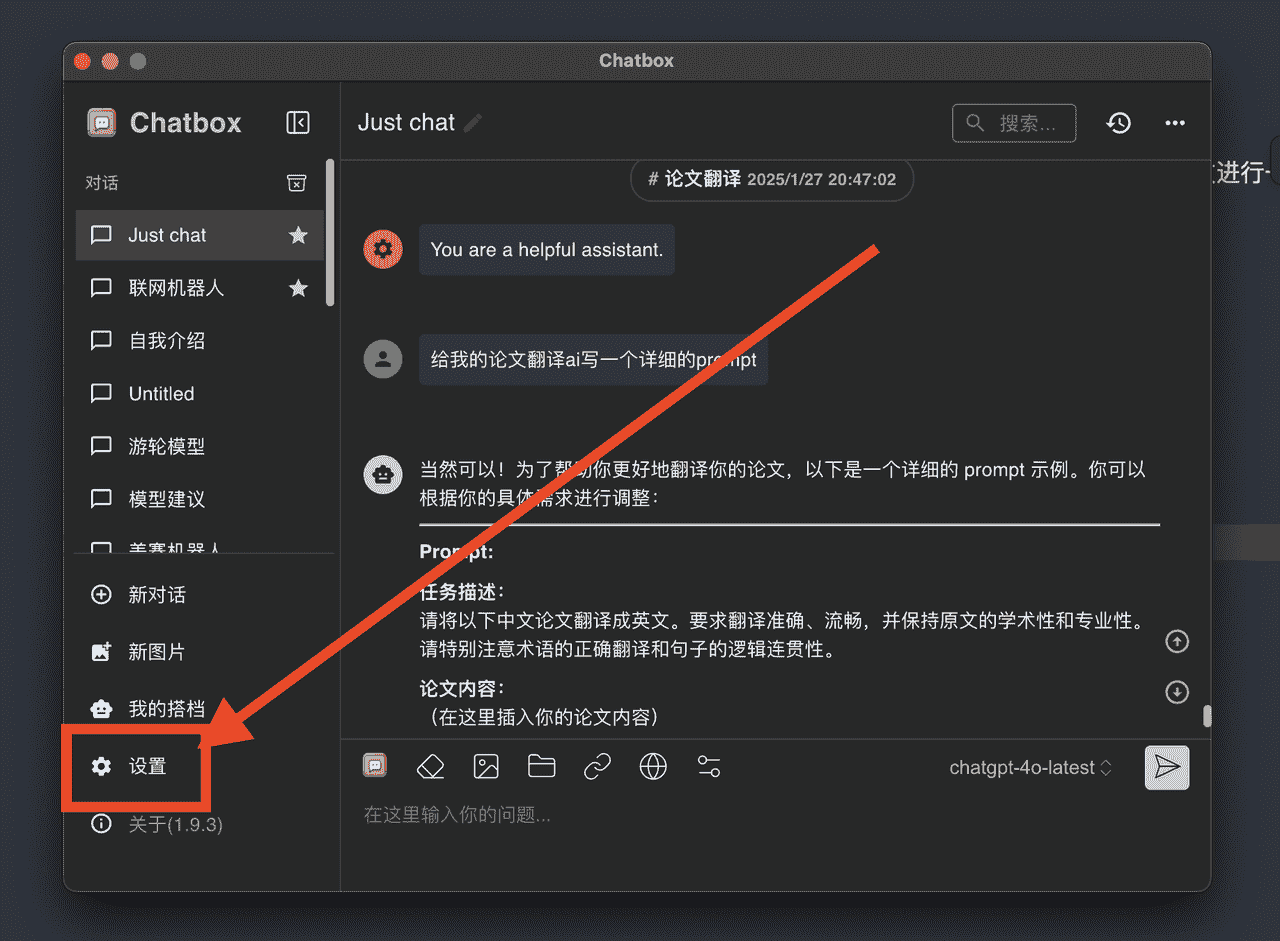 Chatbox
Chatbox
对话
Just chat
联网机器人
自我介绍
Untitled
游轮模型
模型建议
美赛机器人
新对话
新图片
我的搭档
设置
关于(1.9.3)
Just chat
搜索...
# 论文翻译 2025/1/27 20:47:02
You are a helpful assistant.
给我的论文翻译ai写一个详细的prompt
当然可以！为了帮助你更好地翻译你的论文，以下是一个详细的 prompt 示例。你可以
根据你的具体需求进行调整：
Prompt:
任务描述：
请将以下中文论文翻译成英文。要求翻译准确、流畅，并保持原文的学术性和专业性。
请特别注意术语的正确翻译和句子的逻辑连贯性。
论文内容：
（在这里插入你的论文内容）
chatgpt-4o-latest
在这里输入你的问题...
进行-